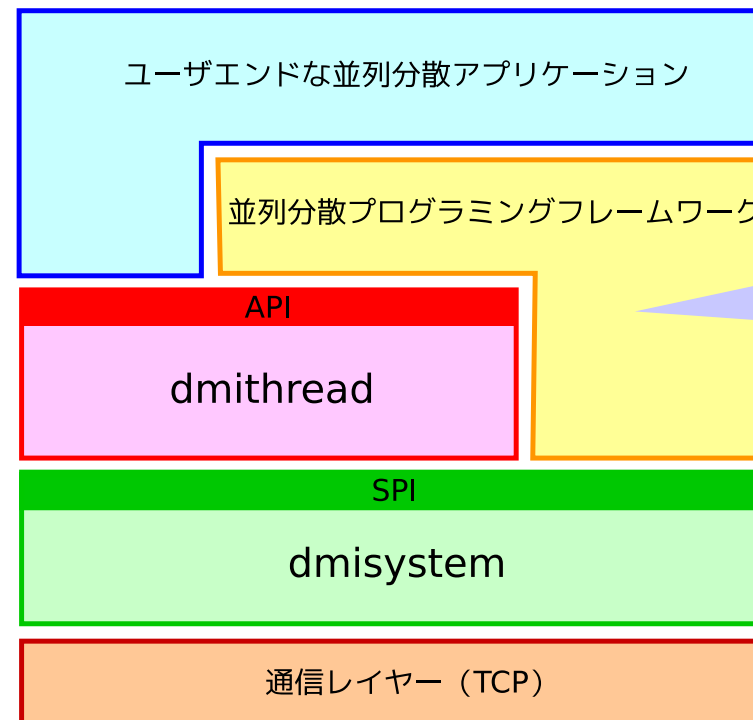 ユーザエンドな並列分散アプリケーション
並列分散プログラミングフレームワーク
API
dmithread
SPI
dmisystem
通信レイヤー（TCP）